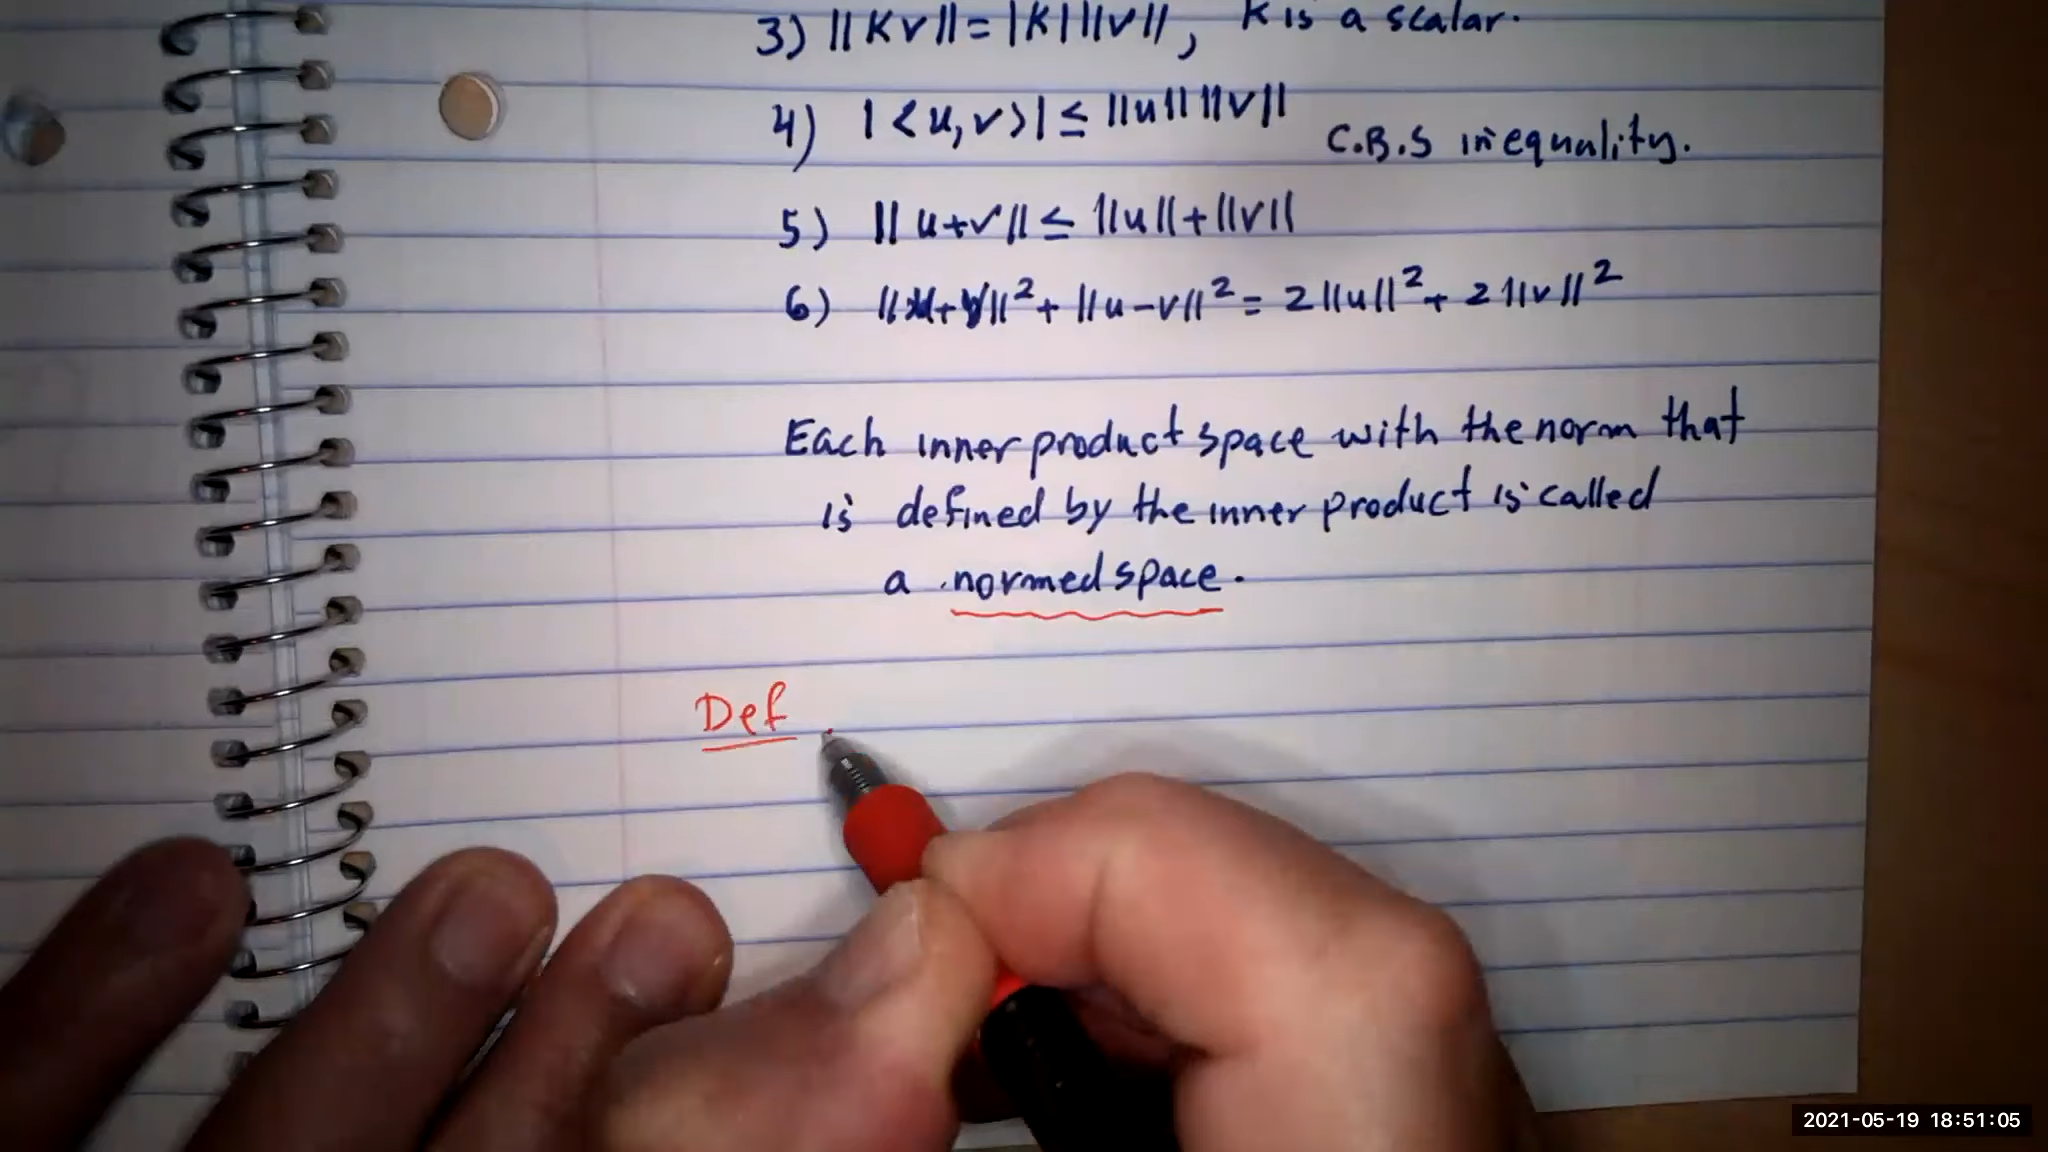 3) ||Kv|| = |K| ||v||, K is a scalar.
4) |<u,v>| ≤ ||u|| ||v|| C.B.S inequality.
5) ||u+v|| ≤ ||u|| + ||v||
6) ||u+v||² + ||u-v||² = 2||u||² + 2||v||²
Each inner product space with the norm that
is defined by the inner product is called
a normed space.
Def
2021-05-19 18:51:05